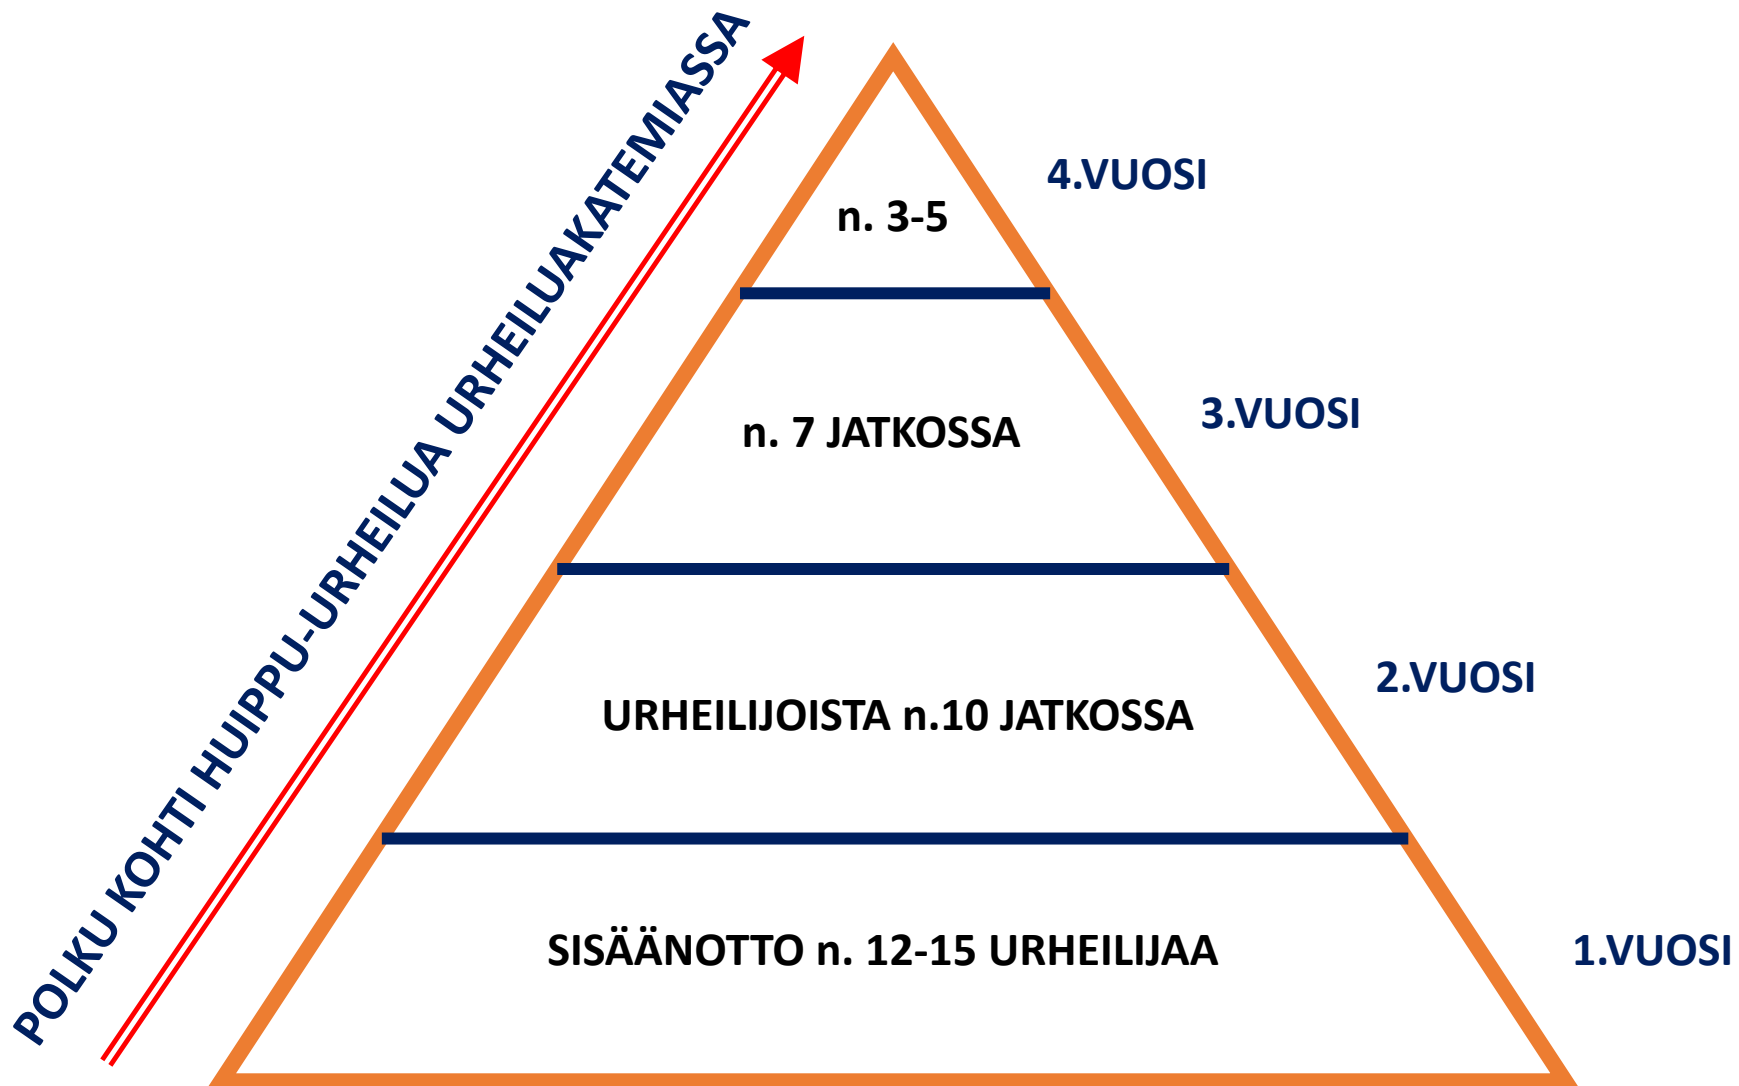 POLKU KOHTI HUIPPU-URHEILUA URHEILUAKATEMIASSA
4.VUOSI
n. 3-5
3.VUOSI
n. 7 JATKOSSA
2.VUOSI
URHEILIJOISTA n.10 JATKOSSA
1.VUOSI
SISÄÄNOTTO n. 12-15 URHEILIJAA